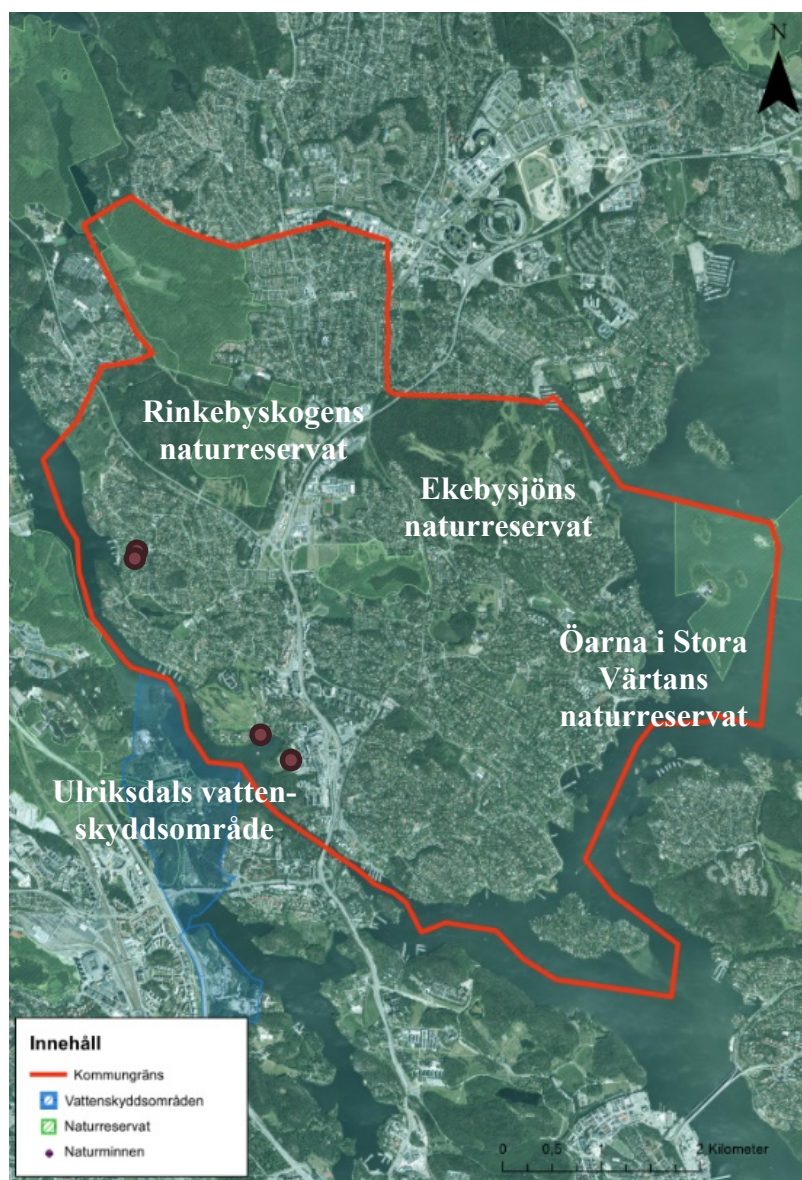 N
Rinkebyskogens
naturreservat
Ekebysjöns
naturreservat
Öarna i Stora
Värtans
naturreservat
Ulriksdals vatten-
skyddsområde
Innehåll
Kommungräns
Vattenskyddsområden
Naturreservat
Naturminnen
0 0,5 1 2 Kilometer